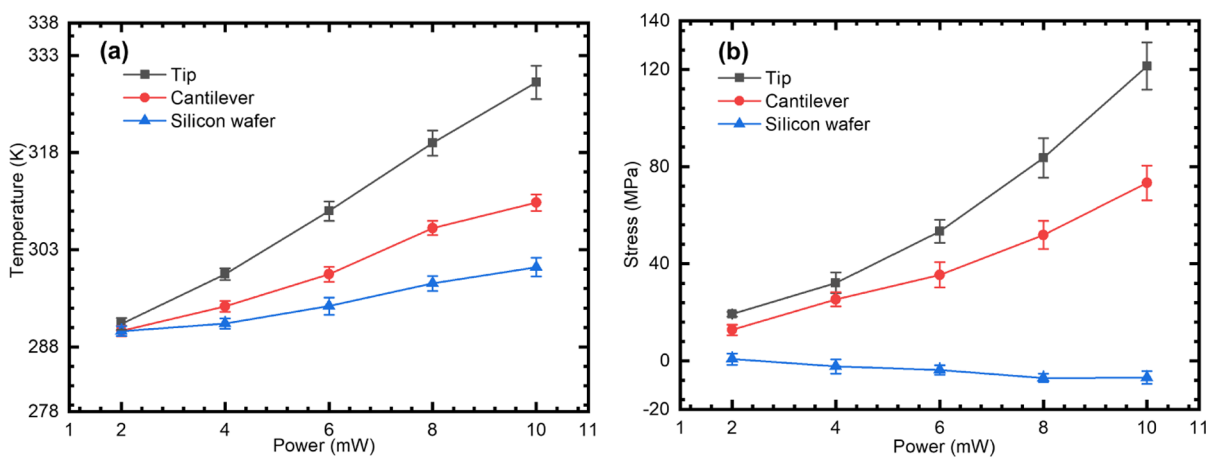 (a)
Tip
Cantilever
Silicon wafer
Temperature (K)
338
333
318
303
288
278
1 2 4 6 8 10 11
Power (mW)
(b)
Tip
Cantilever
Silicon wafer
Stress (MPa)
140
120
80
40
0
-20
1 2 4 6 8 10 11
Power (mW)